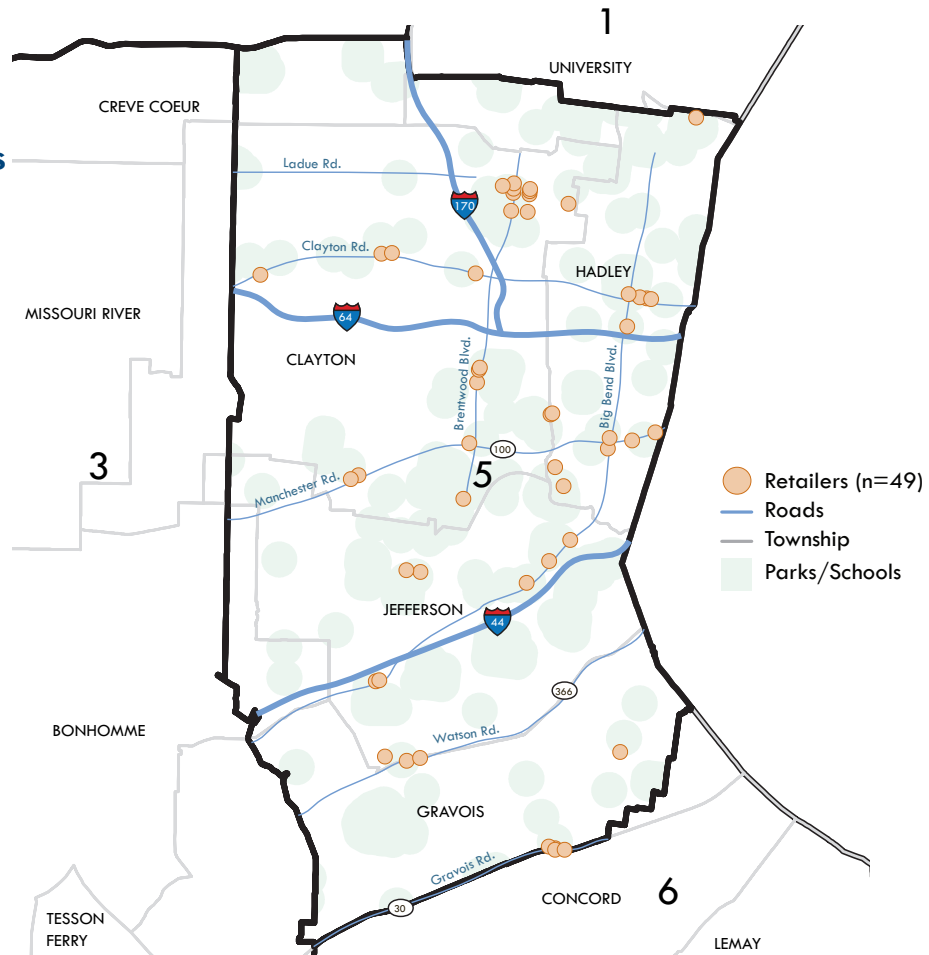 1
UNIVERSITY
CREVE COEUR
s
Ladue Rd.
170
Clayton Rd.
HADLEY
MISSOURI RIVER
64
CLAYTON
Brentwood Blvd.
Big Bend Blvd.
100
3
5
Manchester Rd.
Retailers (n=49)
Roads
Township
Parks/Schools
JEFFERSON
44
366
BONHOMME
Watson Rd.
GRAVOIS
Gravois Rd.
CONCORD
6
30
TESSON
FERRY
LEMAY